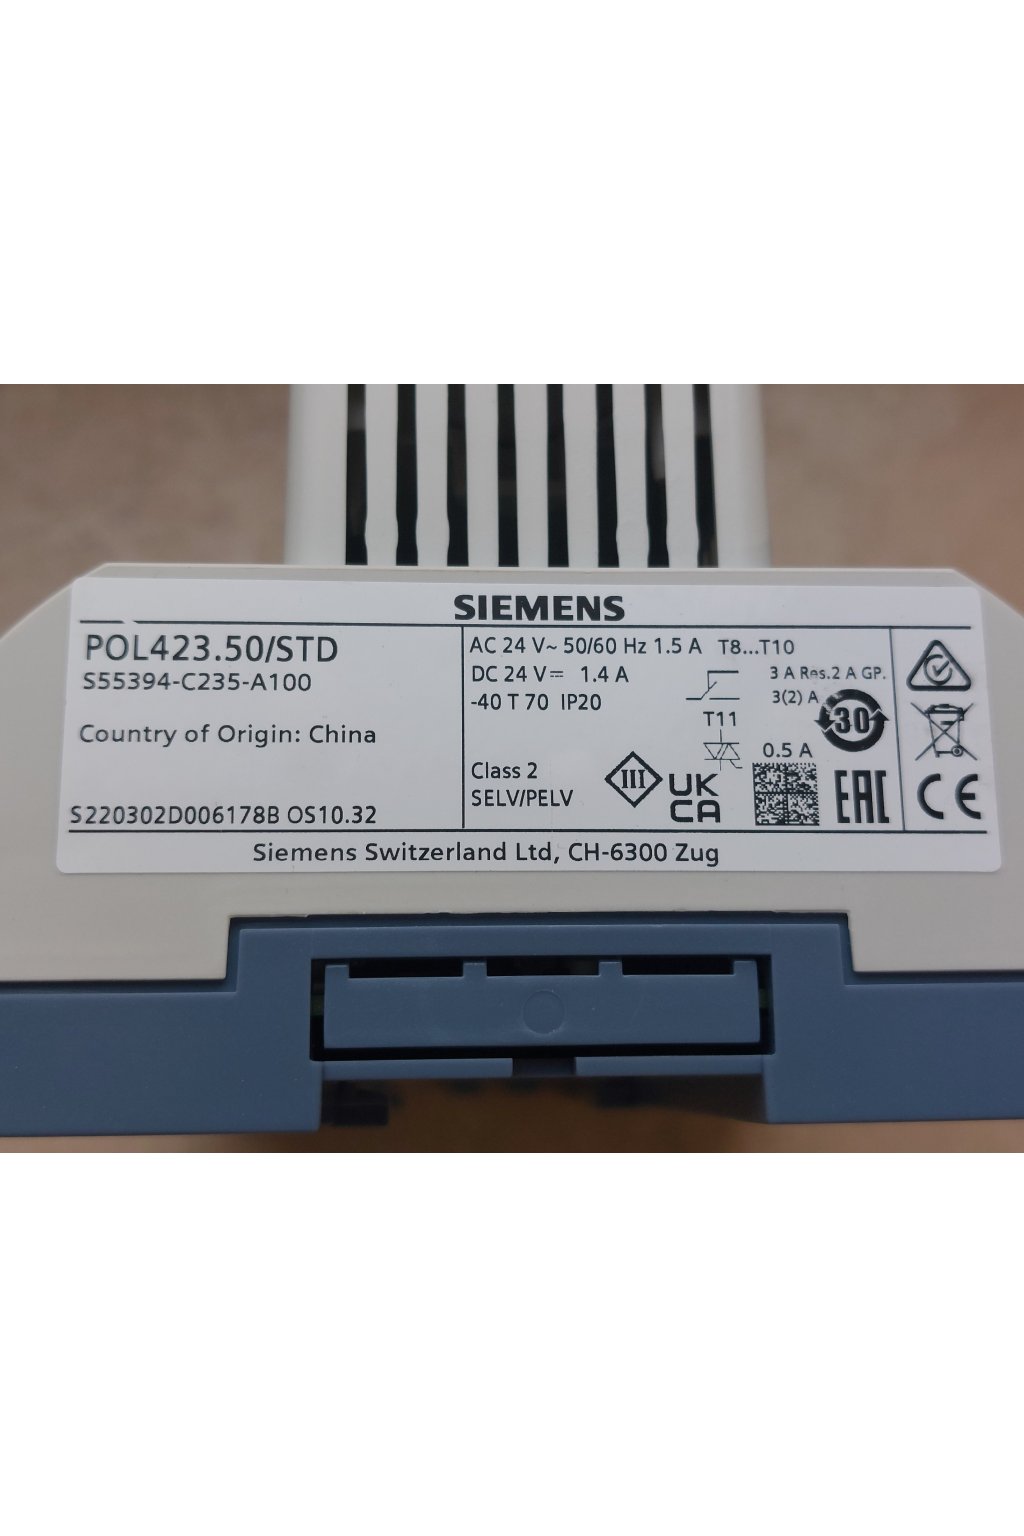 SIEMENS
POL423.50/STD
S55394-C235-A100
Country of Origin: China
S220302D006178B OS10.32
AC 24 V~ 50/60 Hz 1.5 A T8...T10
DC 24 V⎓ 1.4 A
3 A Res.2 A GP.
-40 T 70 IP20
3(2) A
T11
30
0.5 A
Class 2
SELV/PELV
III
UK
CA
EAC
CE
Siemens Switzerland Ltd, CH-6300 Zug